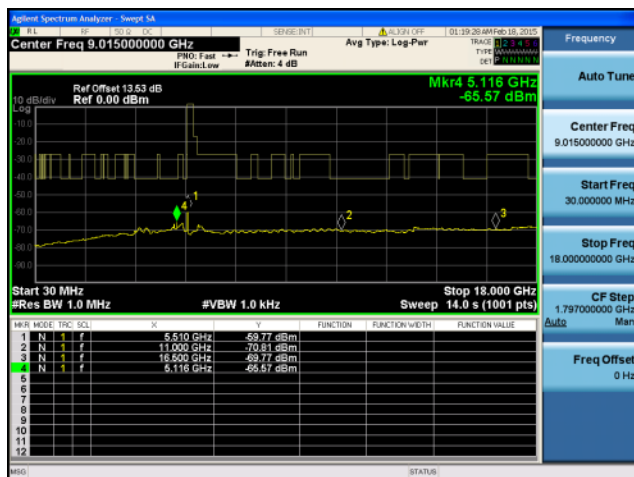 Agilent Spectrum Analyzer - Swept SA
RL RF 50 Ω DC SENSE:INT ALIGN OFF 01:19:28 AM Feb 18, 2015
Center Freq 9.015000000 GHz
PNO: Fast
IFGain:Low
Trig: Free Run
#Atten: 4 dB
Avg Type: Log-Pwr
TRACE 1 2 3 4 5 6
TYPE
DET P N N N N N
Mkr4 5.116 GHz
-65.57 dBm
Ref Offset 13.53 dB
10 dB/div Ref 0.00 dBm
Log
-10.0
-20.0
-30.0
-40.0
-50.0
-60.0
-70.0
-80.0
-90.0
1
4
2
3
Start 30 MHz Stop 18.000 GHz
#Res BW 1.0 MHz #VBW 1.0 kHz Sweep 14.0 s (1001 pts)
MKR MODE TRC SCL X Y FUNCTION FUNCTION WIDTH FUNCTION VALUE
1 N 1 f 5.510 GHz -59.77 dBm
2 N 1 f 11.000 GHz -70.81 dBm
3 N 1 f 16.500 GHz -69.77 dBm
4 N 1 f 5.116 GHz -65.57 dBm
5
6
7
8
9
10
11
12
MSG STATUS
Frequency
Auto Tune
Center Freq
9.015000000 GHz
Start Freq
30.000000 MHz
Stop Freq
18.000000000 GHz
CF Step
1.797000000 GHz
Auto Man
Freq Offset
0 Hz